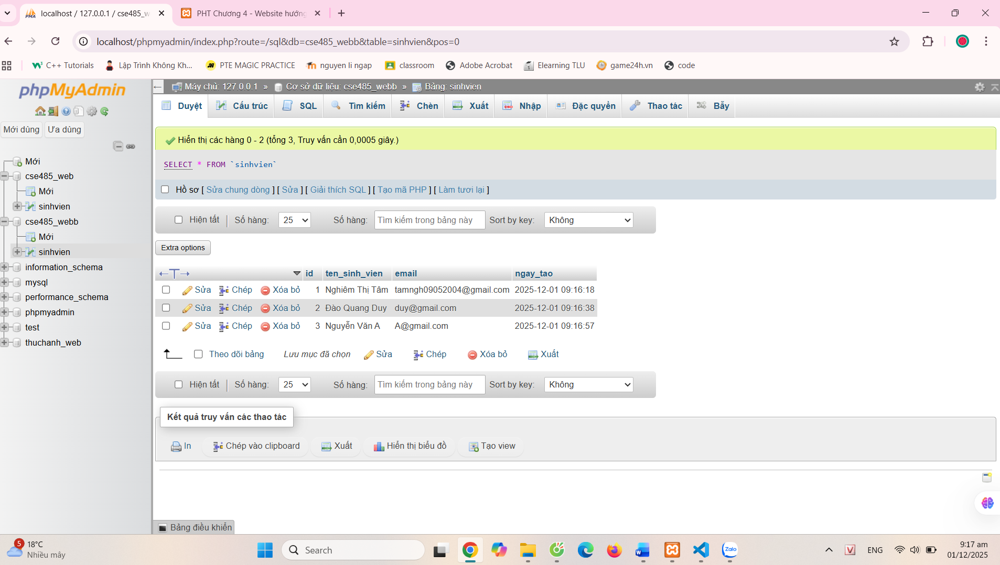 localhost / 127.0.0.1 / cse485_w
PHT Chương 4 - Website hướng
localhost/phpmyadmin/index.php?route=/sql&db=cse485_webb&table=sinhvien&pos=0
C++ Tutorials
Lập Trình Không Kh...
PTE MAGIC PRACTICE
nguyen li ngap
classroom
Adobe Acrobat
Elearning TLU
game24h.vn
code
phpMyAdmin
Mới dùng
Ưa dùng
Mới
cse485_web
Mới
sinhvien
cse485_webb
Mới
sinhvien
information_schema
mysql
performance_schema
phpmyadmin
test
thuchanh_web
Máy chủ: 127.0.0.1 » Cơ sở dữ liệu: cse485_webb » Bảng: sinhvien
Duyệt Cấu trúc SQL Tìm kiếm Chèn Xuất Nhập Đặc quyền Thao tác Bẫy
Hiển thị các hàng 0 - 2 (tổng 3, Truy vấn cần 0,0005 giây.)
SELECT * FROM `sinhvien`
Hồ sơ [ Sửa chung dòng ] [ Sửa ] [ Giải thích SQL ] [ Tạo mã PHP ] [ Làm tươi lại ]
Hiện tất | Số hàng: 25 Số hàng: Tìm kiếm trong bảng này Sort by key: Không
Extra options
id ten_sinh_vien email ngay_tao
Sửa Chép Xóa bỏ 1 Nghiêm Thị Tâm tamngh09052004@gmail.com 2025-12-01 09:16:18
Sửa Chép Xóa bỏ 2 Đào Quang Duy duy@gmail.com 2025-12-01 09:16:38
Sửa Chép Xóa bỏ 3 Nguyễn Văn A A@gmail.com 2025-12-01 09:16:57
Theo dõi bảng Lưu mục đã chọn Sửa Chép Xóa bỏ Xuất
Hiện tất | Số hàng: 25 Số hàng: Tìm kiếm trong bảng này Sort by key: Không
Kết quả truy vấn các thao tác
In Chép vào clipboard Xuất Hiển thị biểu đồ Tạo view
Bảng điều khiển
5
18°C
Nhiều mây
Search
Zalo
ENG
9:17 am
01/12/2025